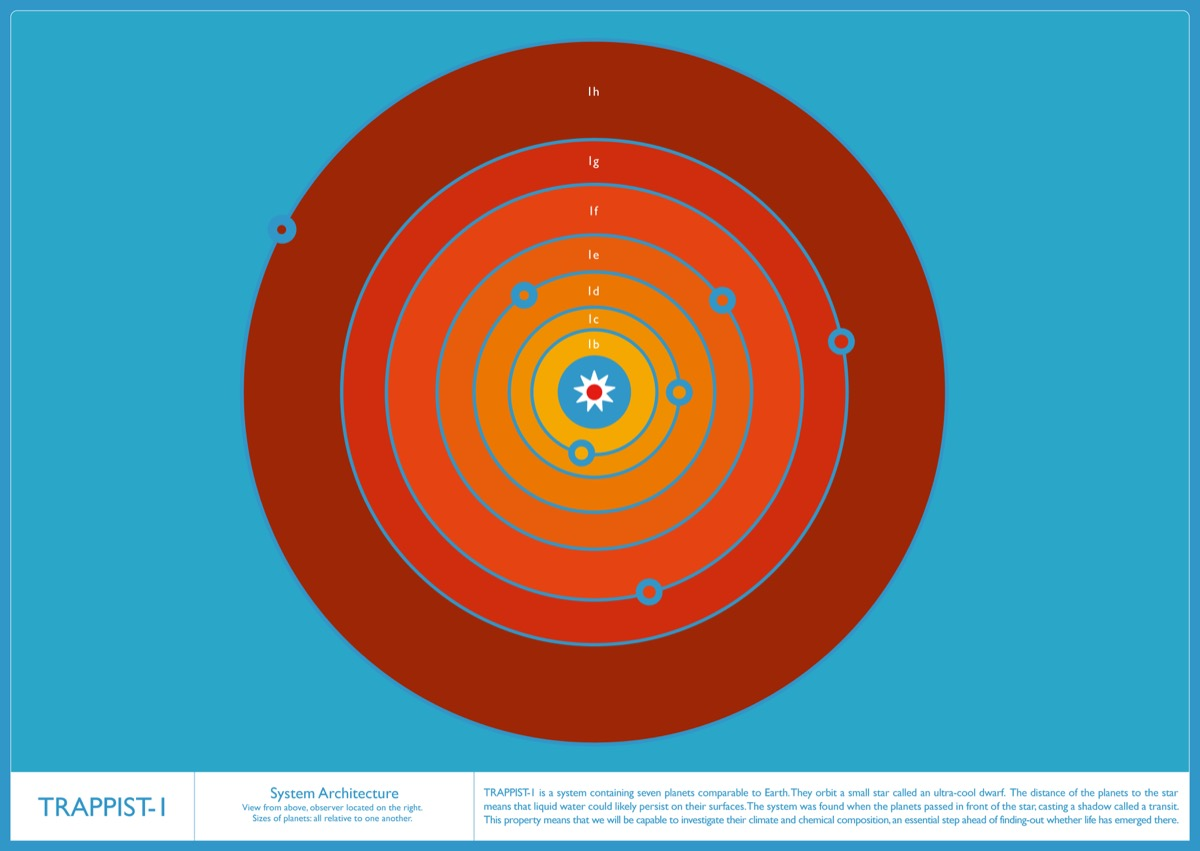 1h
1g
1f
1e
1d
1c
1b
TRAPPIST-1
System Architecture
View from above, observer located on the right.
Sizes of planets: all relative to one another.
TRAPPIST-1 is a system containing seven planets comparable to Earth. They orbit a small star called an ultra-cool dwarf. The distance of the planets to the star
means that liquid water could likely persist on their surfaces. The system was found when the planets passed in front of the star, casting a shadow called a transit.
This property means that we will be capable to investigate their climate and chemical composition, an essential step ahead of finding-out whether life has emerged there.